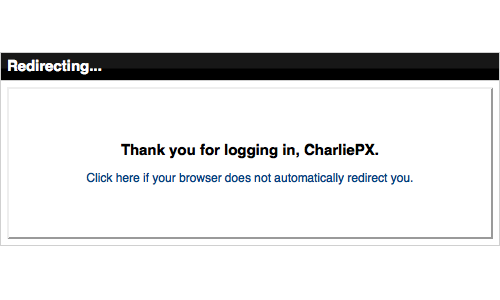 Redirecting...
Thank you for logging in, CharliePX.
Click here if your browser does not automatically redirect you.